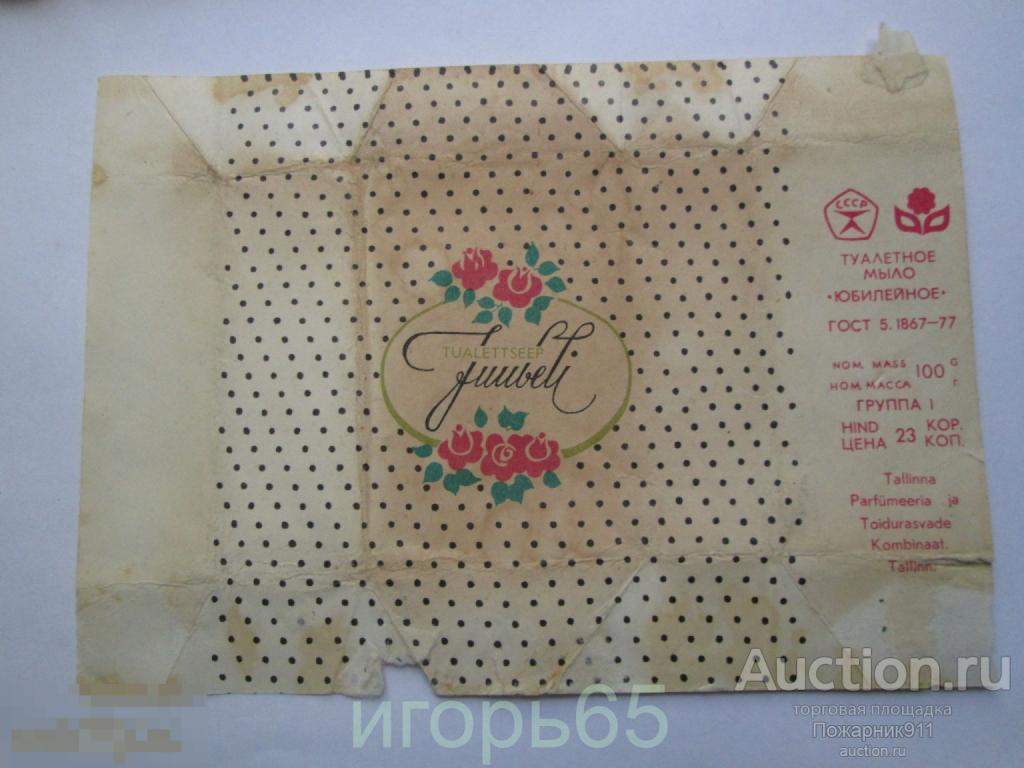 TUALETTSEEP
Juubeli
СССР
ТУАЛЕТНОЕ
МЫЛО
•ЮБИЛЕЙНОЕ•
ГОСТ 5.1867—77
NOM. MASS 100 G
НОМ. МАССА г.
ГРУППА I
HIND 23 KOP.
ЦЕНА КОП.
Tallinna
Parfümeeria ja
Toidurasvade
Kombinaat.
Tallinn.
Auction.ru
торговая площадка
Пожарник911
auction.ru
игорь65